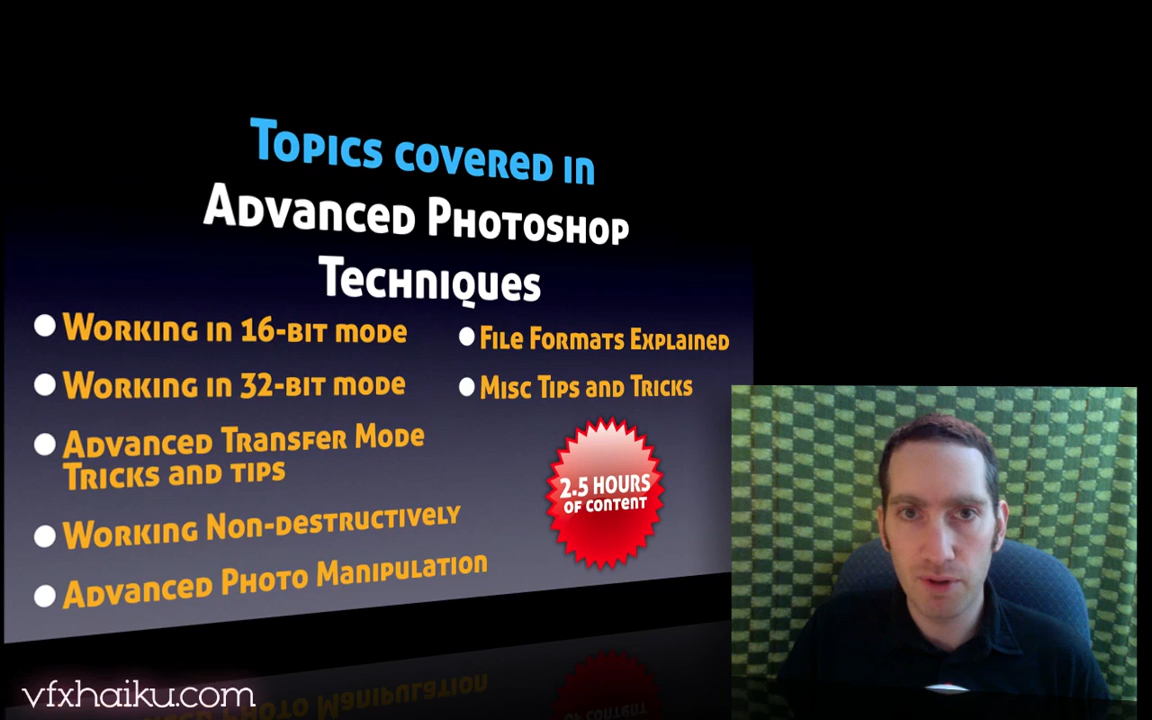 Topics covered in
Advanced Photoshop
Techniques
Working in 16-bit mode
Working in 32-bit mode
Advanced Transfer Mode
Tricks and tips
Working Non-destructively
Advanced Photo Manipulation
File Formats Explained
Misc Tips and Tricks
2.5 HOURS
OF CONTENT
vfxhaiku.com